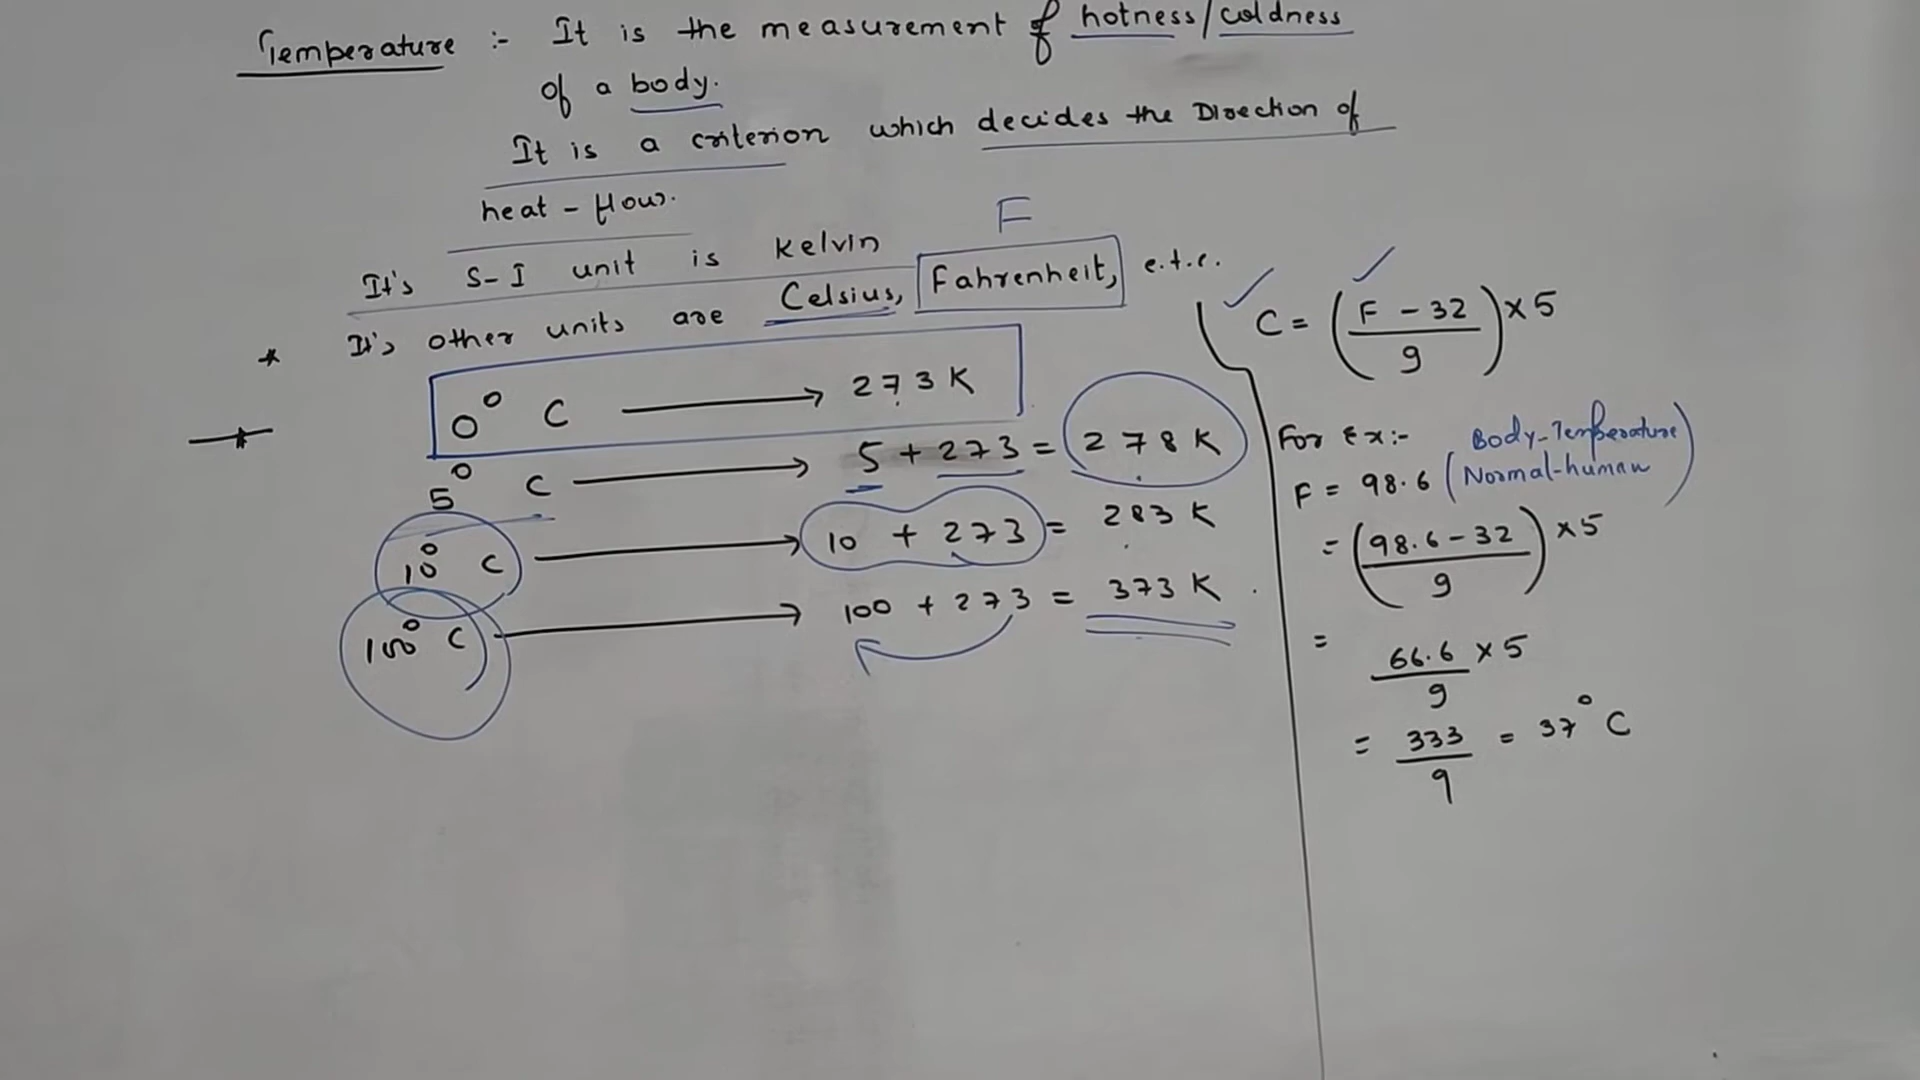 Temperature :- It is the measurement of hotness/coldness
of a body.
It is a criterion which decides the Direction of
heat-flow.
It's S-I unit is kelvin
F
* It's other units are Celsius, Fahrenheit, e.t.c.
0° C → 273 K
5° C → 5 + 273 = 278 K
10° C → 10 + 273 = 283 K
100° C → 100 + 273 = 373 K
C = (F - 32 / 9) × 5
For Ex:- Body-Temperature
F = 98.6 (Normal-human)
= (98.6 - 32 / 9) × 5
= 66.6 / 9 × 5
= 333 / 9 = 37° C